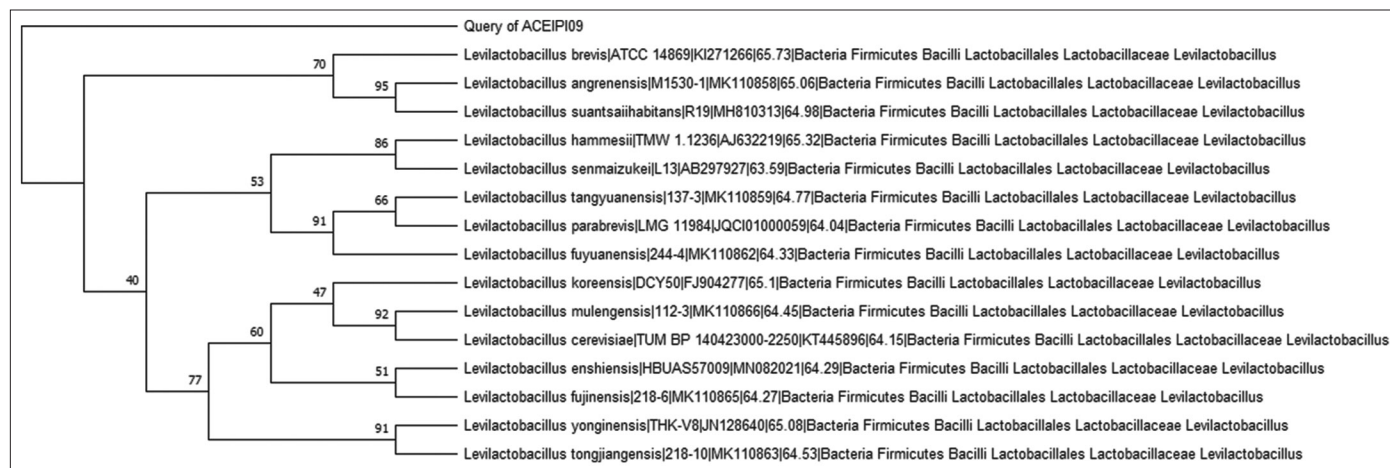 Query of ACEIPI09
Levilactobacillus brevis|ATCC 14869|KI271266|65.73|Bacteria Firmicutes Bacilli Lactobacillales Lactobacillaceae Levilactobacillus
70
Levilactobacillus angrenensis|M1530-1|MK110858|65.06|Bacteria Firmicutes Bacilli Lactobacillales Lactobacillaceae Levilactobacillus
95
Levilactobacillus suantsaiihabitans|R19|MH810313|64.98|Bacteria Firmicutes Bacilli Lactobacillales Lactobacillaceae Levilactobacillus
Levilactobacillus hammesii|TMW 1.1236|AJ632219|65.32|Bacteria Firmicutes Bacilli Lactobacillales Lactobacillaceae Levilactobacillus
86
Levilactobacillus senmaizukei|L13|AB297927|63.59|Bacteria Firmicutes Bacilli Lactobacillales Lactobacillaceae Levilactobacillus
53
Levilactobacillus tangyuanensis|137-3|MK110859|64.77|Bacteria Firmicutes Bacilli Lactobacillales Lactobacillaceae Levilactobacillus
66
Levilactobacillus parabrevis|LMG 11984|JQCI01000059|64.04|Bacteria Firmicutes Bacilli Lactobacillales Lactobacillaceae Levilactobacillus
91
Levilactobacillus fuyuanensis|244-4|MK110862|64.33|Bacteria Firmicutes Bacilli Lactobacillales Lactobacillaceae Levilactobacillus
40
Levilactobacillus koreensis|DCY50|FJ904277|65.1|Bacteria Firmicutes Bacilli Lactobacillales Lactobacillaceae Levilactobacillus
47
Levilactobacillus mulengensis|112-3|MK110866|64.45|Bacteria Firmicutes Bacilli Lactobacillales Lactobacillaceae Levilactobacillus
92
60
Levilactobacillus cerevisiae|TUM BP 140423000-2250|KT445896|64.15|Bacteria Firmicutes Bacilli Lactobacillales Lactobacillaceae Levilactobacillus
Levilactobacillus enshiensis|HBUAS57009|MN082021|64.29|Bacteria Firmicutes Bacilli Lactobacillales Lactobacillaceae Levilactobacillus
51
77
Levilactobacillus fujinensis|218-6|MK110865|64.27|Bacteria Firmicutes Bacilli Lactobacillales Lactobacillaceae Levilactobacillus
Levilactobacillus yonginensis|THK-V8|JN128640|65.08|Bacteria Firmicutes Bacilli Lactobacillales Lactobacillaceae Levilactobacillus
91
Levilactobacillus tongjiangensis|218-10|MK110863|64.53|Bacteria Firmicutes Bacilli Lactobacillales Lactobacillaceae Levilactobacillus